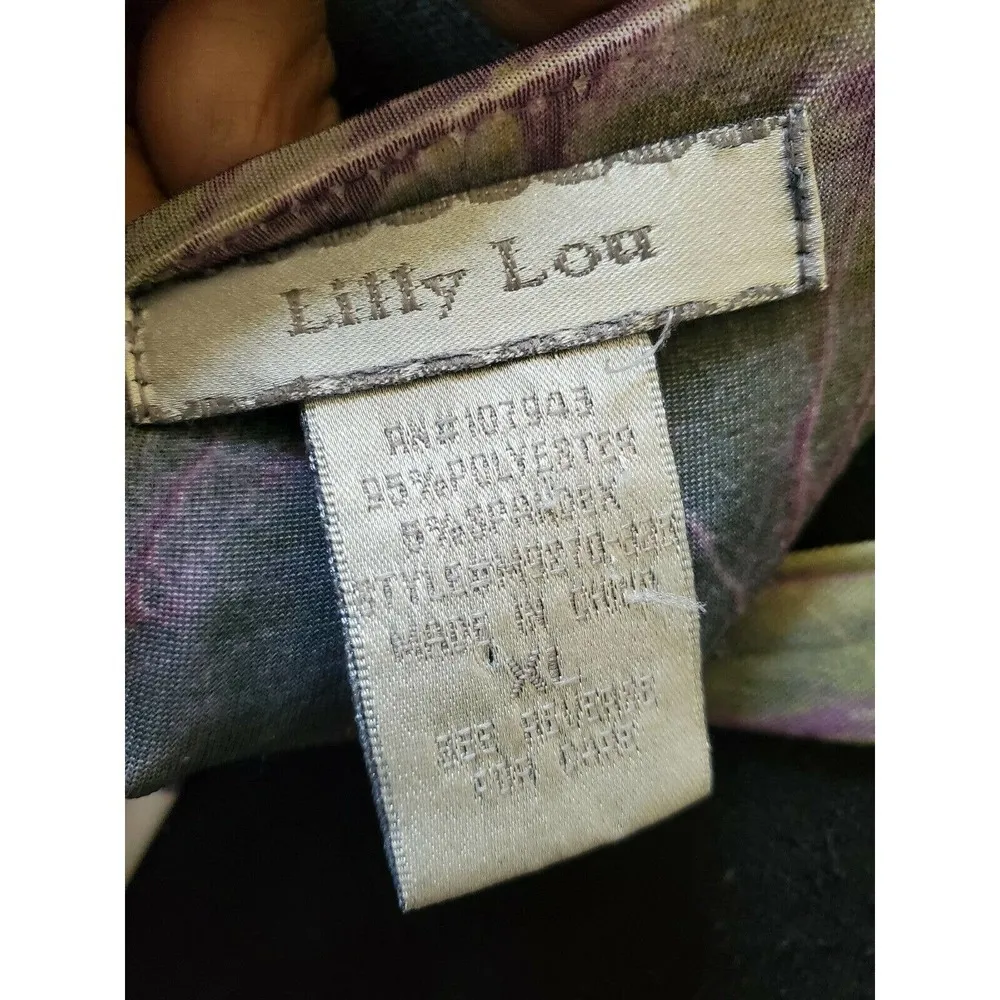 Lilly Lou
RN#107943
95%POLYESTER
5%SPANDEX
MADE IN CHINA
XL
SEE REVERSE
FOR CARE